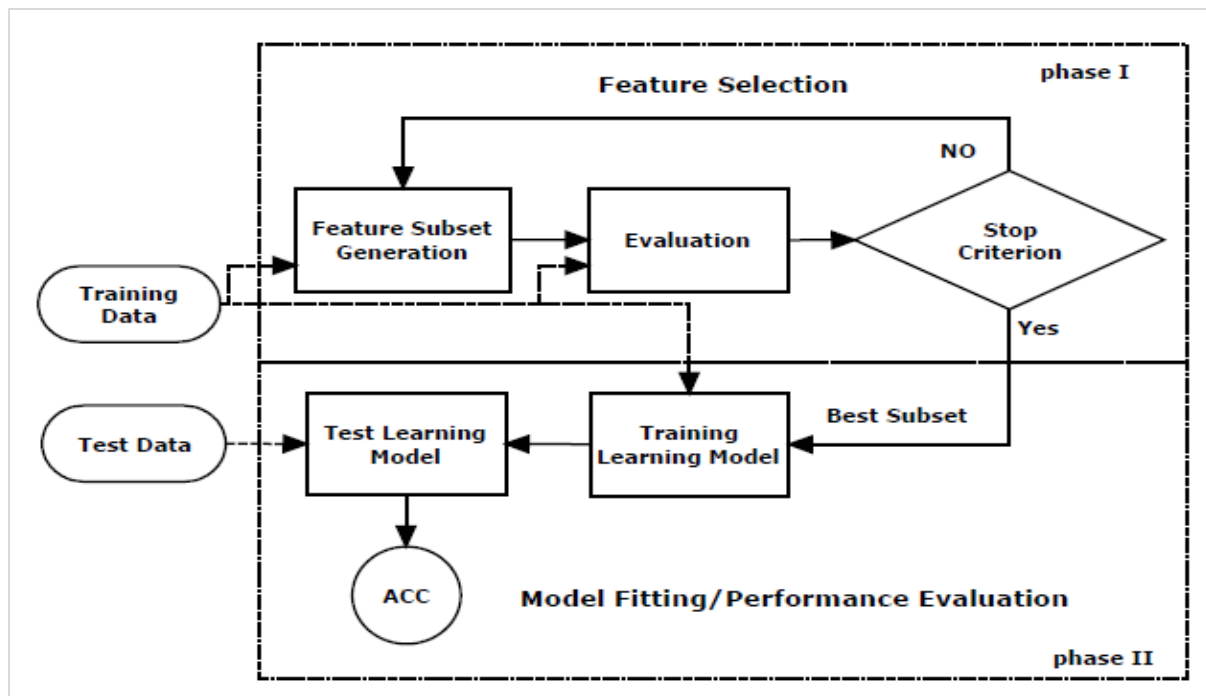 phase I
Feature Selection
NO
Feature Subset
Generation
Evaluation
Stop
Criterion
Training
Data
Yes
Best Subset
Test Data
Test Learning
Model
Training
Learning Model
ACC
Model Fitting/Performance Evaluation
phase II